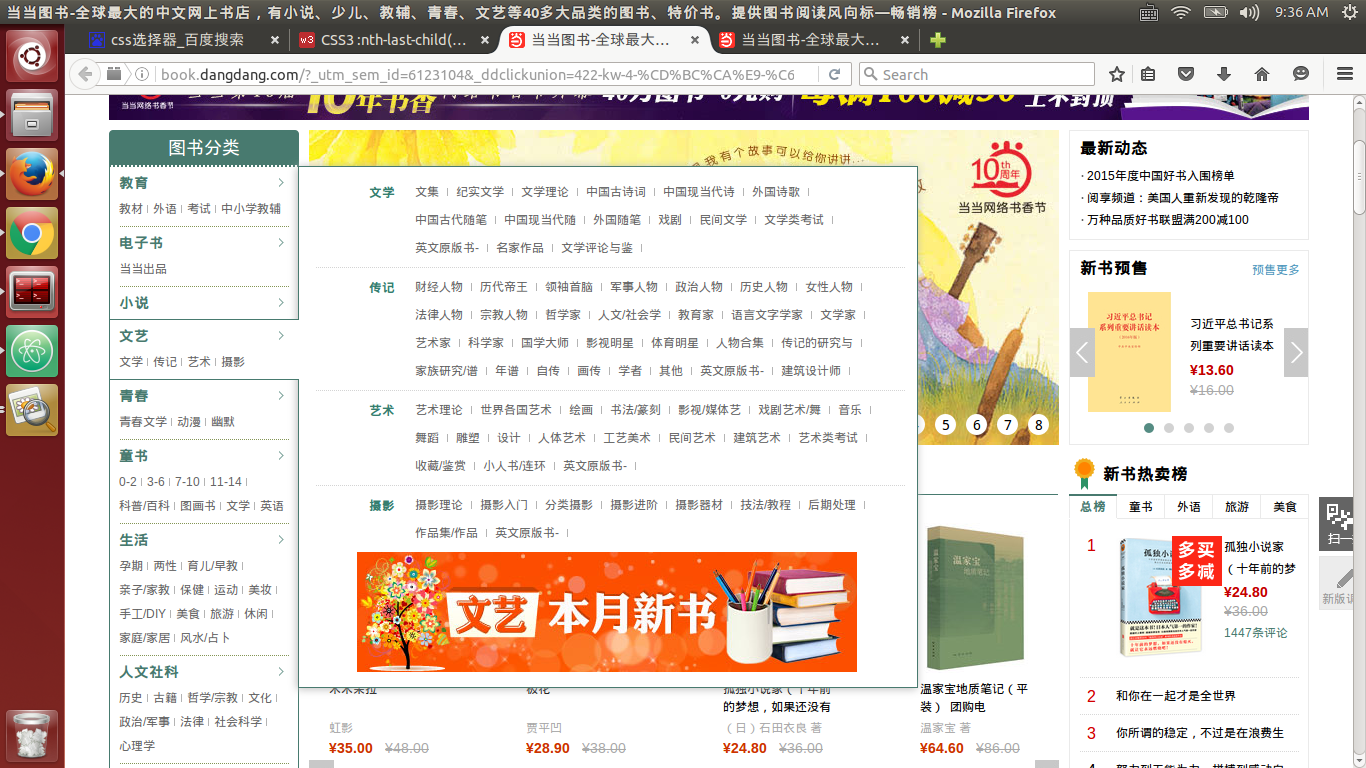 当当图书-全球最大的中文网上书店，有小说、少儿、教辅、青春、文艺等40多大品类的图书、特价书。提供图书阅读风向标—畅销榜 - Mozilla Firefox
9:36 AM
css选择器_百度搜索
CSS3 :nth-last-child(...
当当图书-全球最大...
当当图书-全球最大...
book.dangdang.com/?_utm_sem_id=6123104&_ddclickunion=422-kw-4-%CD%BC%CA%E9-%C6
Search
当当网络书香节
10年书香
图书分类
教育
教材 外语 考试 中小学教辅
电子书
当当出品
小说
文艺
文学 传记 艺术 摄影
青春
青春文学 动漫 幽默
童书
0-2 3-6 7-10 11-14
科普/百科 图画书 文学 英语
生活
孕期 两性 育儿/早教
亲子/家教 保健 运动 美妆
手工/DIY 美食 旅游 休闲
家庭/家居 风水/占卜
人文社科
历史 古籍 哲学/宗教 文化
政治/军事 法律 社会科学
心理学
我有个故事可以给你讲讲...
10th
周年
当当网络书香节
文学 文集 纪实文学 文学理论 中国古诗词 中国现当代诗 外国诗歌
中国古代随笔 中国现当代随 外国随笔 戏剧 民间文学 文学类考试
英文原版书- 名家作品 文学评论与鉴
传记 财经人物 历代帝王 领袖首脑 军事人物 政治人物 历史人物 女性人物
法律人物 宗教人物 哲学家 人文/社会学 教育家 语言文字学家 文学家
艺术家 科学家 国学大师 影视明星 体育明星 人物合集 传记的研究与
家族研究/谱 年谱 自传 画传 学者 其他 英文原版书- 建筑设计师
艺术 艺术理论 世界各国艺术 绘画 书法/篆刻 影视/媒体艺 戏剧艺术/舞 音乐
舞蹈 雕塑 设计 人体艺术 工艺美术 民间艺术 建筑艺术 艺术类考试
收藏/鉴赏 小人书/连环 英文原版书-
摄影 摄影理论 摄影入门 分类摄影 摄影进阶 摄影器材 技法/教程 后期处理
作品集/作品 英文原版书-
文艺 本月新书
5 6 7 8
极花
孤独小说家（十年前
的梦想，如果还没有
温家宝地质笔记（平
装） 团购电
虹影
贾平凹
（日）石田衣良 著
温家宝 著
¥35.00 ¥48.00
¥28.90 ¥38.00
¥24.80 ¥36.00
¥64.60 ¥86.00
温家宝
地质笔记
最新动态
· 2015年度中国好书入围榜单
· 阅享频道：美国人重新发现的乾隆帝
· 万种品质好书联盟满200减100
新书预售
预售更多
习近平总书记
系列重要讲话读本
习近平总书记系
列重要讲话读本
¥13.60
¥16.00
新书热卖榜
总榜 童书 外语 旅游 美食
1
多买
多减
孤独小说家
（十年前的梦
¥24.80
¥36.00
1447条评论
2 和你在一起才是全世界
3 你所谓的稳定，不过是在浪费生
扫一